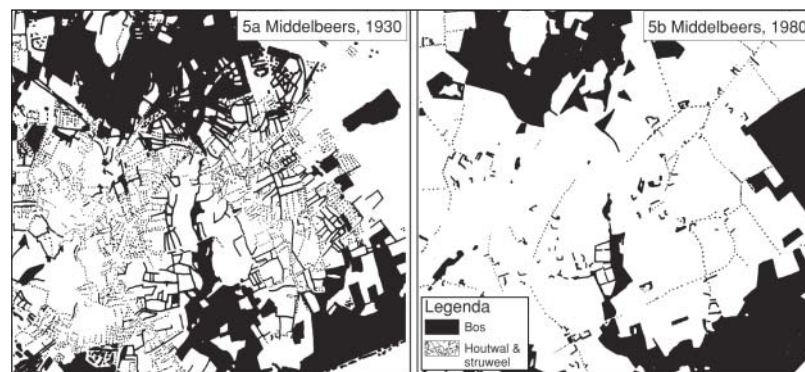 5a Middelbeers, 1930
5b Middelbeers, 1980
Legenda
Bos
Houtwal &
struweel